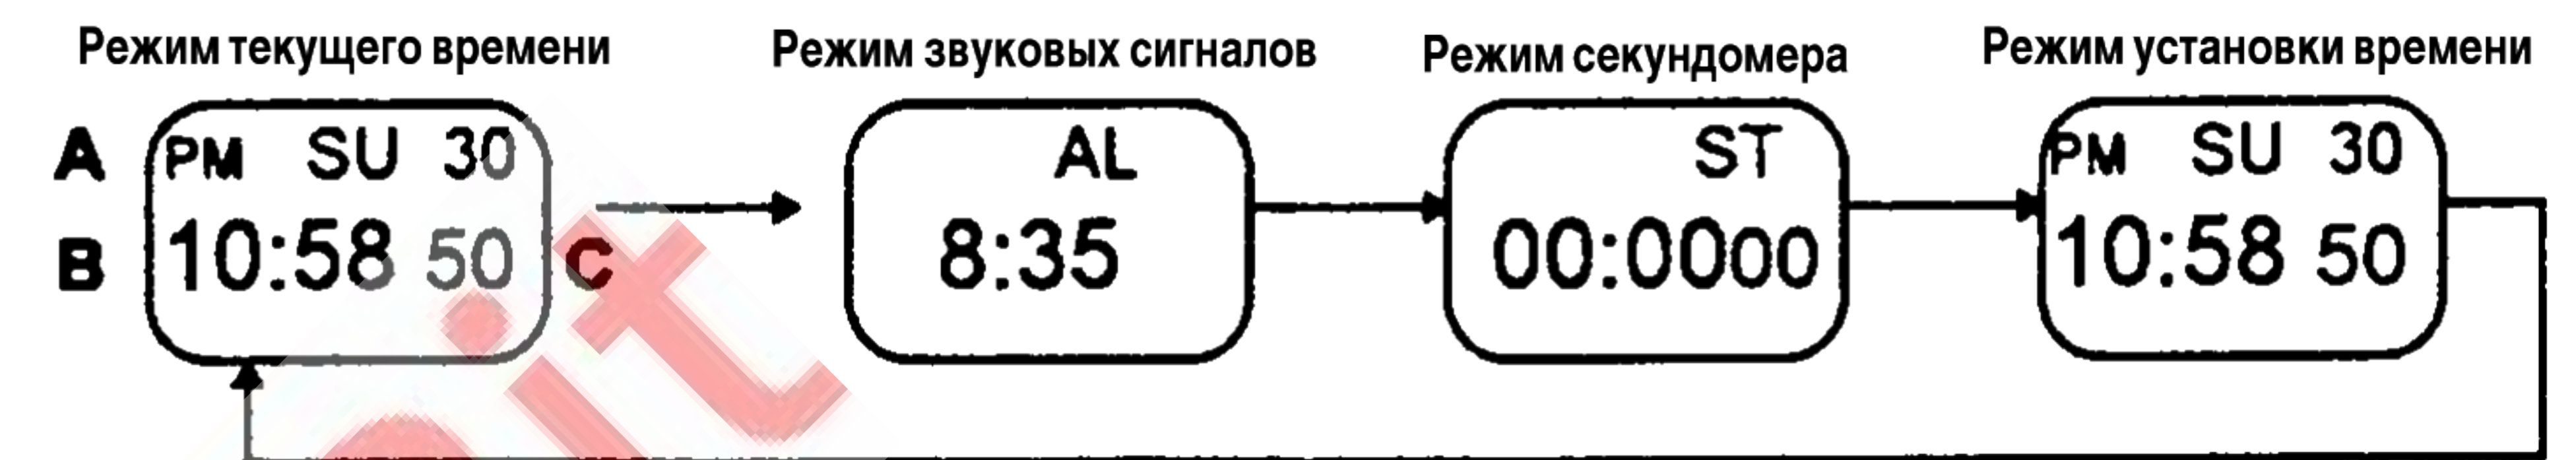 Режим текущего времени
Режим звуковых сигналов
Режим секундомера
Режим установки времени
A
PM SU 30
B
10:58 50
C
AL
8:35
ST
00:0000
PM SU 30
10:58 50
it